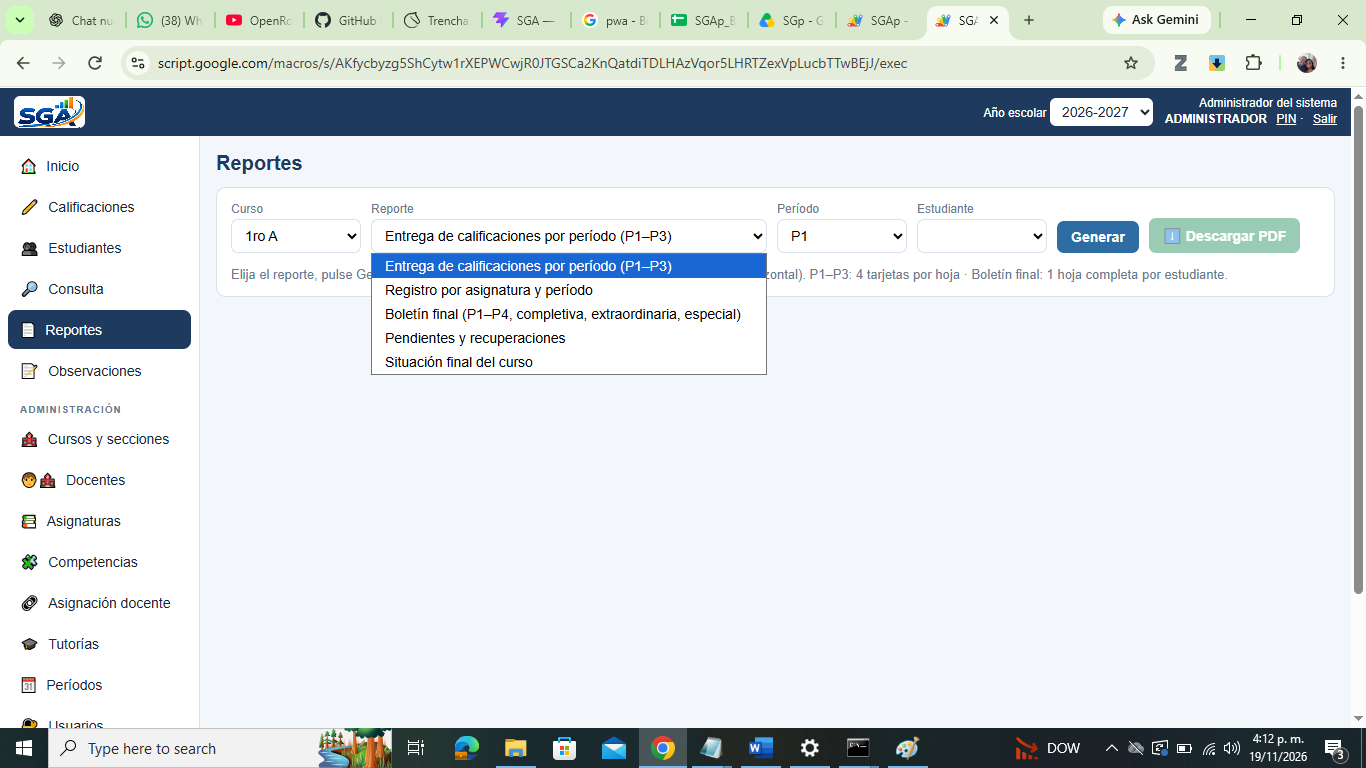 Chat nu
(38) Wh
OpenRo
GitHub
Trencha
SGA —
pwa - B
SGAp_B
SGp - G
SGAp -
SGA
Ask Gemini
script.google.com/macros/s/AKfycbyzg5ShCytw1rXEPWCwjR0JTGSCa2KnQatdiTDLHAzVqor5LHRTZexVpLucbTTwBEjJ/exec
SGA
Año escolar
2026-2027
Administrador del sistema
ADMINISTRADOR PIN · Salir
Inicio
Calificaciones
Estudiantes
Consulta
Reportes
Observaciones
ADMINISTRACIÓN
Cursos y secciones
Docentes
Asignaturas
Competencias
Asignación docente
Tutorías
Períodos
Usuarios
Reportes
Curso
Reporte
Período
Estudiante
1ro A
Entrega de calificaciones por período (P1–P3)
P1
Generar
Descargar PDF
Elija el reporte, pulse Ge
zontal). P1–P3: 4 tarjetas por hoja · Boletín final: 1 hoja completa por estudiante.
Entrega de calificaciones por período (P1–P3)
Registro por asignatura y período
Boletín final (P1–P4, completiva, extraordinaria, especial)
Pendientes y recuperaciones
Situación final del curso
Type here to search
DOW
4:12 p. m.
19/11/2026
3